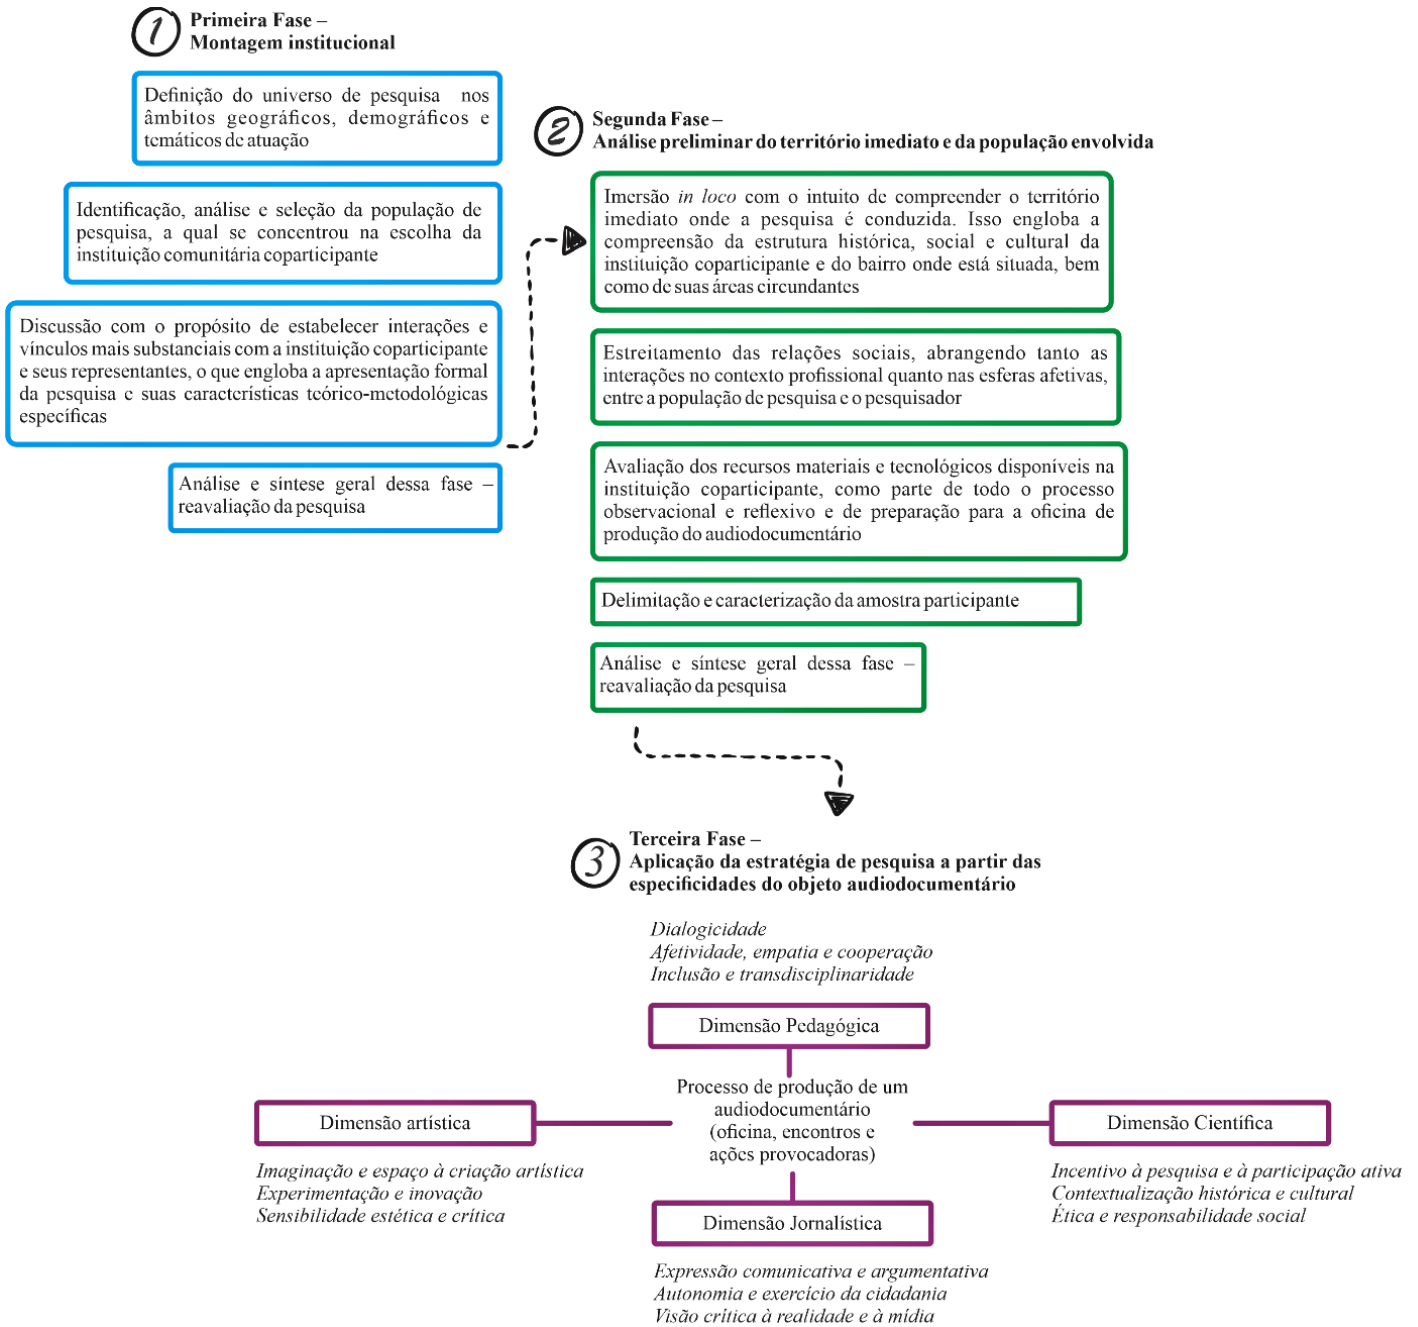 1
Primeira Fase –
Montagem institucional
Definição do universo de pesquisa nos
âmbitos geográficos, demográficos e
temáticos de atuação
Identificação, análise e seleção da população de
pesquisa, a qual se concentrou na escolha da
instituição comunitária coparticipante
Discussão com o propósito de estabelecer interações e
vínculos mais substanciais com a instituição coparticipante
e seus representantes, o que engloba a apresentação formal
da pesquisa e suas características teórico-metodológicas
específicas
Análise e síntese geral dessa fase –
reavaliação da pesquisa
2
Segunda Fase –
Análise preliminar do território imediato e da população envolvida
Imersão in loco com o intuito de compreender o território
imediato onde a pesquisa é conduzida. Isso engloba a
compreensão da estrutura histórica, social e cultural da
instituição coparticipante e do bairro onde está situada, bem
como de suas áreas circundantes
Estreitamento das relações sociais, abrangendo tanto as
interações no contexto profissional quanto nas esferas afetivas,
entre a população de pesquisa e o pesquisador
Avaliação dos recursos materiais e tecnológicos disponíveis na
instituição coparticipante, como parte de todo o processo
observacional e reflexivo e de preparação para a oficina de
produção do audiodocumentário
Delimitação e caracterização da amostra participante
Análise e síntese geral dessa fase –
reavaliação da pesquisa
3
Terceira Fase –
Aplicação da estratégia de pesquisa a partir das
especificidades do objeto audiodocumentário
Dialogicidade
Afetividade, empatia e cooperação
Inclusão e transdisciplinaridade
Dimensão Pedagógica
Processo de produção de um
audiodocumentário
(oficina, encontros e
ações provocadoras)
Dimensão artística
Imaginação e espaço à criação artística
Experimentação e inovação
Sensibilidade estética e crítica
Dimensão Científica
Incentivo à pesquisa e à participação ativa
Contextualização histórica e cultural
Ética e responsabilidade social
Dimensão Jornalística
Expressão comunicativa e argumentativa
Autonomia e exercício da cidadania
Visão crítica à realidade e à mídia